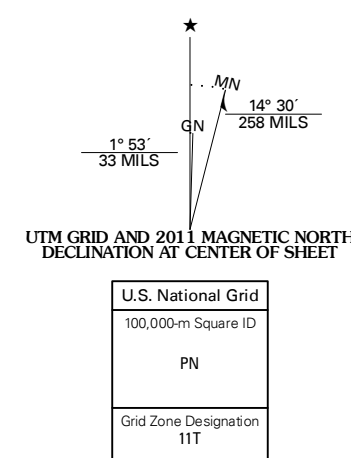 ★
MN
GN
14° 30´
258 MILS
1° 53´
33 MILS
UTM GRID AND 2011 MAGNETIC NORTH
DECLINATION AT CENTER OF SHEET
U.S. National Grid
100,000-m Square ID
PN
Grid Zone Designation
11T